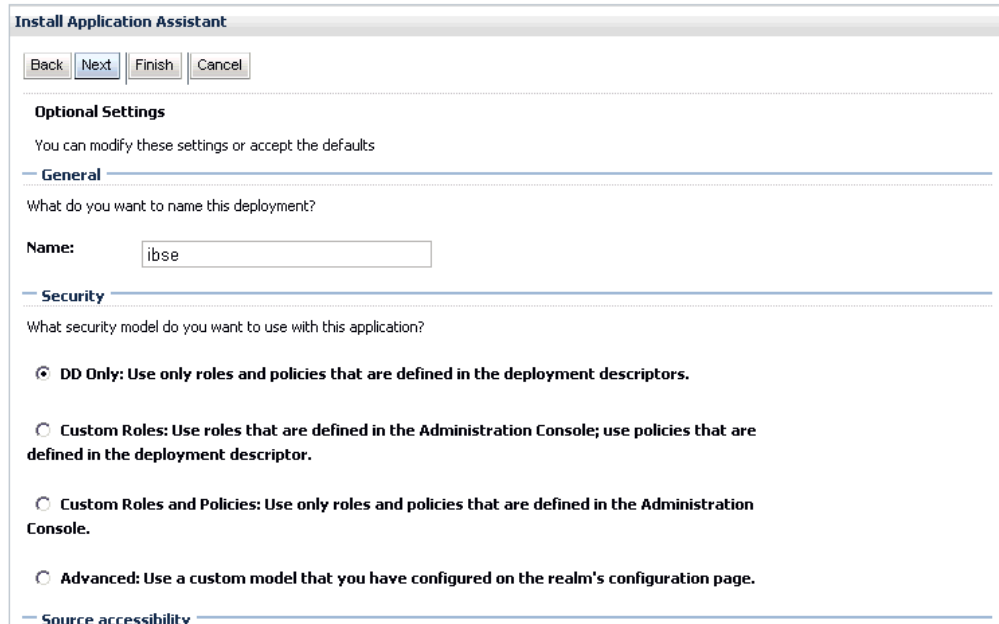 Install Application Assistant
Back Next Finish Cancel
Optional Settings
You can modify these settings or accept the defaults
General
What do you want to name this deployment?
Name: ibse
Security
What security model do you want to use with this application?
DD Only: Use only roles and policies that are defined in the deployment descriptors.
Custom Roles: Use roles that are defined in the Administration Console; use policies that are
defined in the deployment descriptor.
Custom Roles and Policies: Use only roles and policies that are defined in the Administration
Console.
Advanced: Use a custom model that you have configured on the realm's configuration page.
Source accessibility